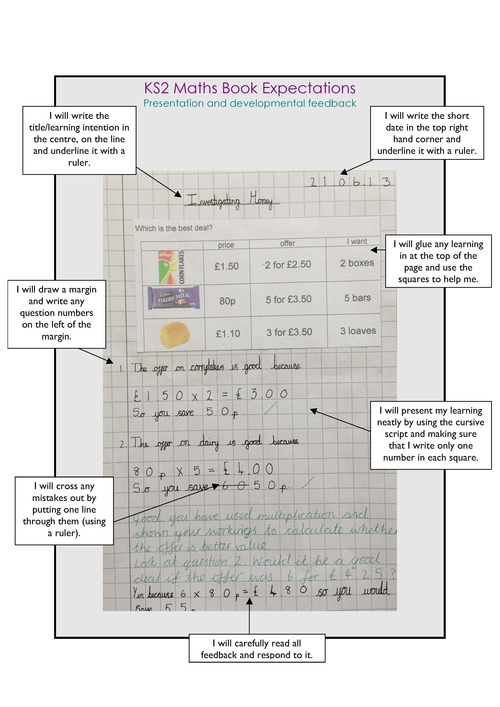 KS2 Maths Book Expectations
Presentation and developmental feedback
I will write the
title/learning intention in
the centre, on the line
and underline it with a
ruler.
I will write the short
date in the top right
hand corner and
underline it with a ruler.
21.06.13
Investigating Money
Which is the best deal?
price offer I want
CORN FLAKES £1.50 2 for £2.50 2 boxes
DAIRY MILK 80p 5 for £3.50 5 bars
£1.10 3 for £3.50 3 loaves
I will glue any learning
in at the top of the
page and use the
squares to help me.
I will draw a margin
and write any
question numbers
on the left of the
margin.
1. The offer on cornflakes is good because
£1.50 x 2 = £3.00
So you save 50p
I will present my learning
neatly by using the cursive
script and making sure
that I write only one
number in each square.
2. The offer on dairy is good because
80p x 5 = £4.00
So you save 60 50p
I will cross any
mistakes out by
putting one line
through them (using
a ruler).
Good, you have used multiplication and
shown your workings to calculate whether
the offer is better value.
Look at question 2. Would it be a good
deal if the offer was 6 for £4.25?
Yes because 6 x 80p = £4.80 so you would
save 55p.
I will carefully read all
feedback and respond to it.